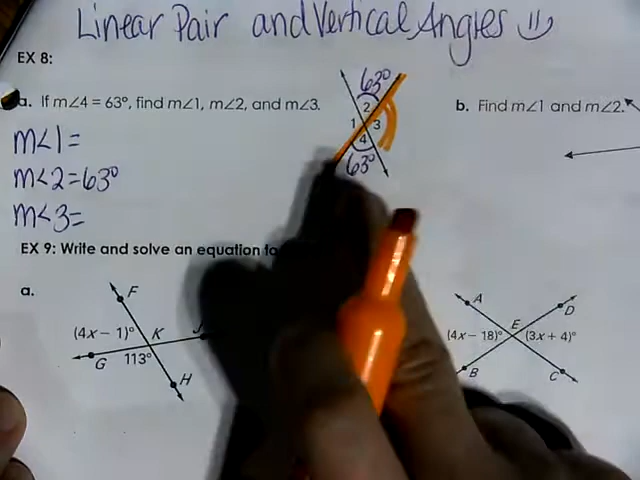 Linear Pair and Vertical Angles
EX 8:
a. If m∠4 = 63°, find m∠1, m∠2, and m∠3.
63°
2
1 3
4
63°
b. Find m∠1 and m∠2.
m∠1=
m∠2=63°
m∠3=
EX 9: Write and solve an equation to
a.
F
(4x − 1)° K J
G 113°
H
A D
(4x − 18)° E (3x + 4)°
B C